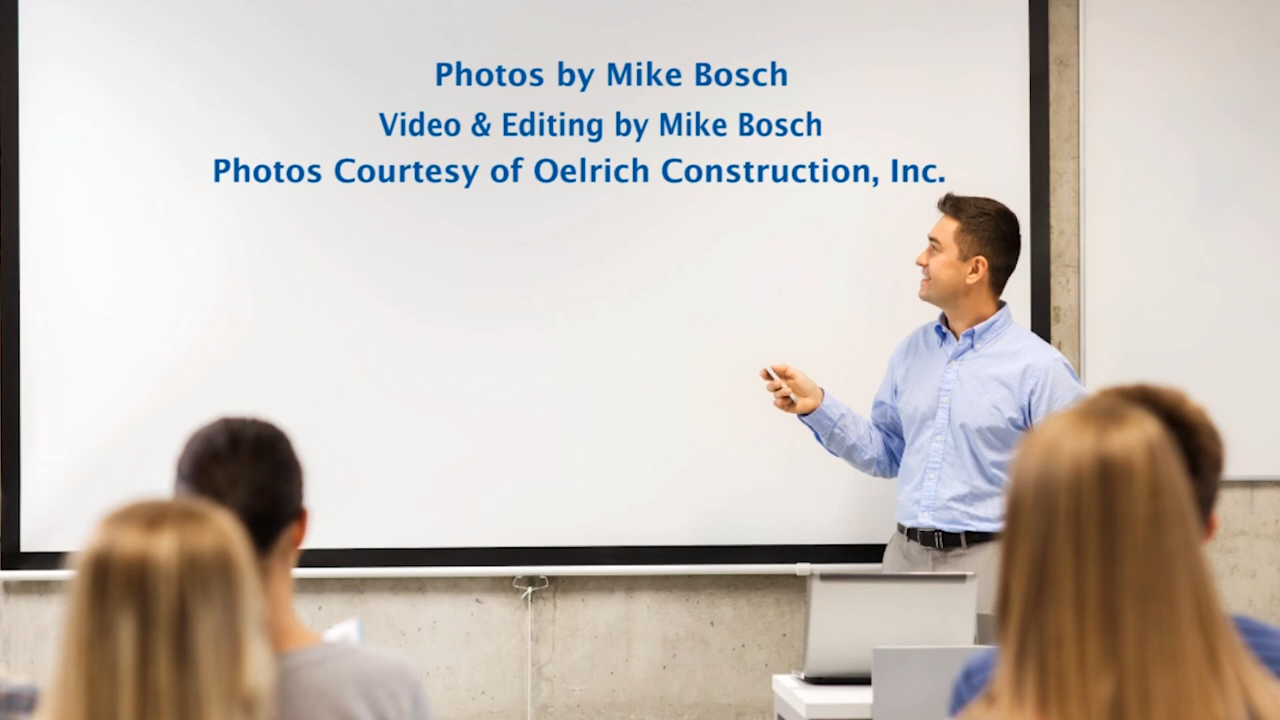 Photos by Mike Bosch
Video & Editing by Mike Bosch
Photos Courtesy of Oelrich Construction, Inc.